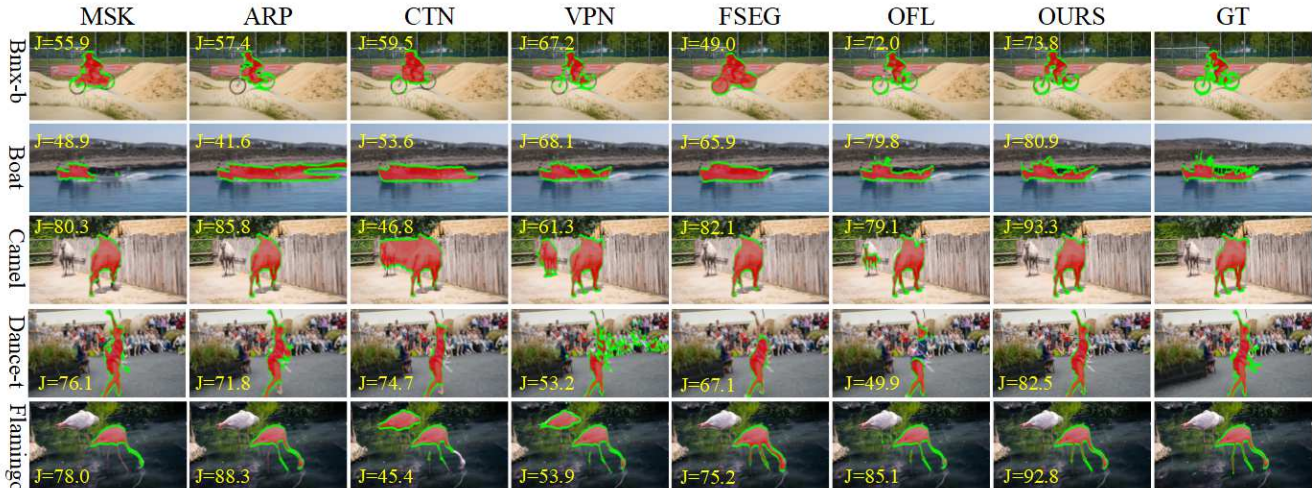 MSK ARP CTN VPN FSEG OFL OURS GT
Bmx-b J=55.9 J=57.4 J=59.5 J=67.2 J=49.0 J=72.0 J=73.8
Boat J=48.9 J=41.6 J=53.6 J=68.1 J=65.9 J=79.8 J=80.9
Camel J=80.3 J=85.8 J=46.8 J=61.3 J=82.1 J=79.1 J=93.3
Dance-t J=76.1 J=71.8 J=74.7 J=53.2 J=67.1 J=49.9 J=82.5
Flamingo J=78.0 J=88.3 J=45.4 J=53.9 J=75.2 J=85.1 J=92.8